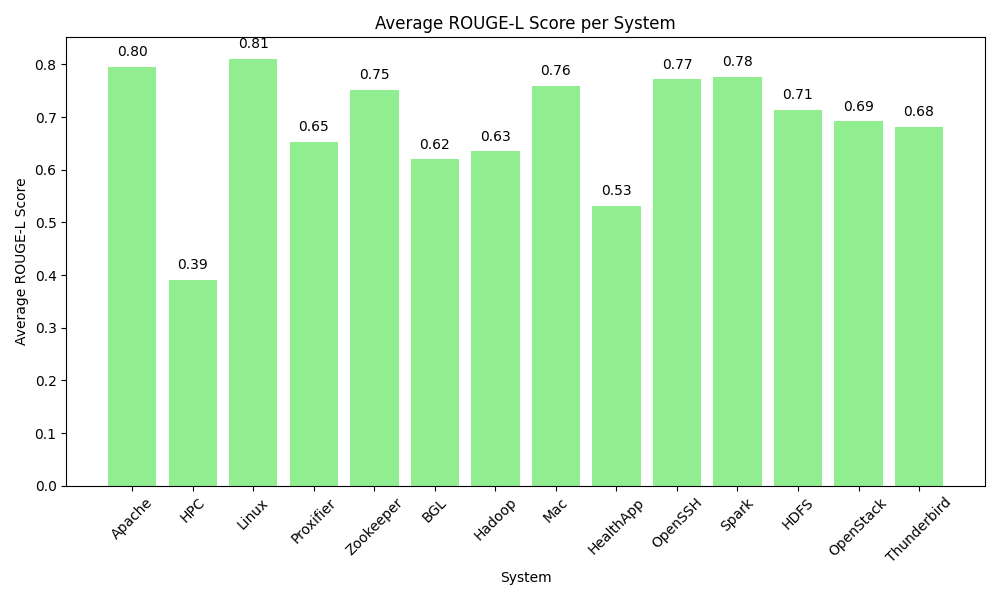 Average ROUGE-L Score per System
Average ROUGE-L Score
0.8
0.7
0.6
0.5
0.4
0.3
0.2
0.1
0.0
0.80
0.39
0.81
0.65
0.75
0.62
0.63
0.76
0.53
0.77
0.78
0.71
0.69
0.68
Apache
HPC
Linux
Proxifier
Zookeeper
BGL
Hadoop
Mac
HealthApp
OpenSSH
Spark
HDFS
OpenStack
Thunderbird
System